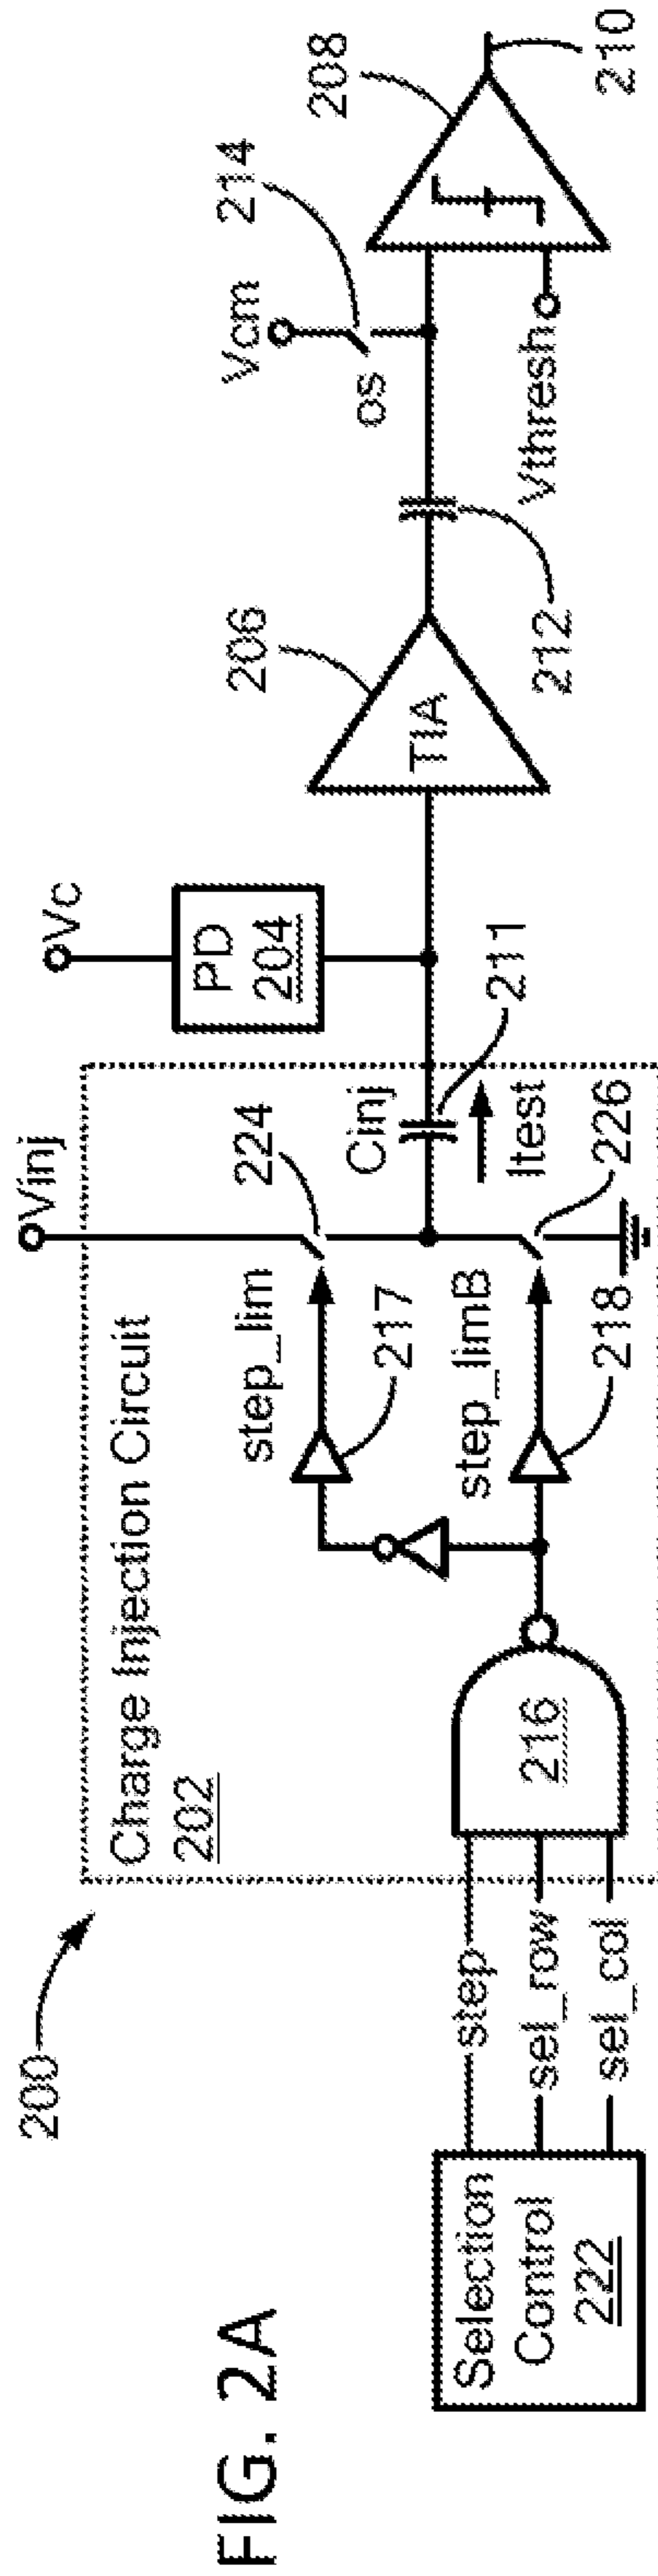 FIG. 2A
200
Charge Injection Circuit
202
Selection
Control
222
step
sel_row
sel_col
216
step_lim
217
step_limB
218
Vinj
224
226
Cinj
211
Itest
Vc
PD
204
TIA
206
212
Vcm
os
214
Vthresh
208
210